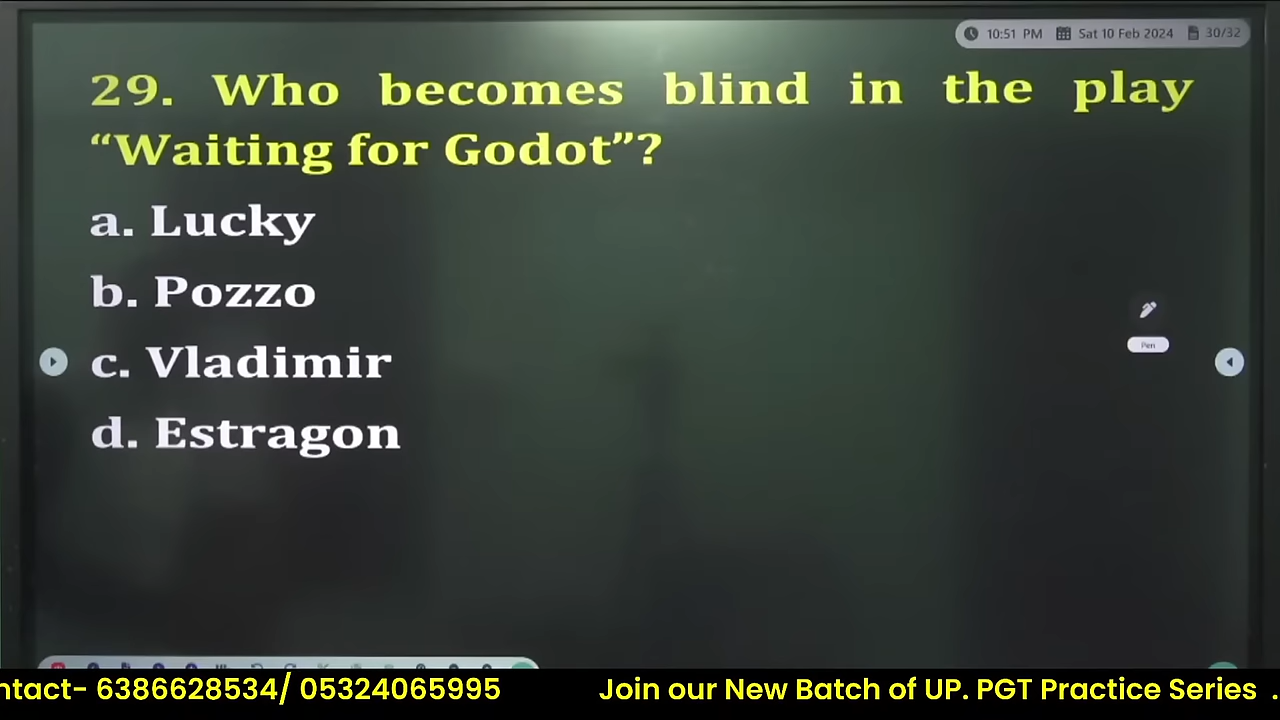 10:51 PM Sat 10 Feb 2024 30/32
29. Who becomes blind in the play
“Waiting for Godot”?
a. Lucky
b. Pozzo
c. Vladimir
d. Estragon
Pen
ntact- 6386628534/ 05324065995 Join our New Batch of UP. PGT Practice Series .